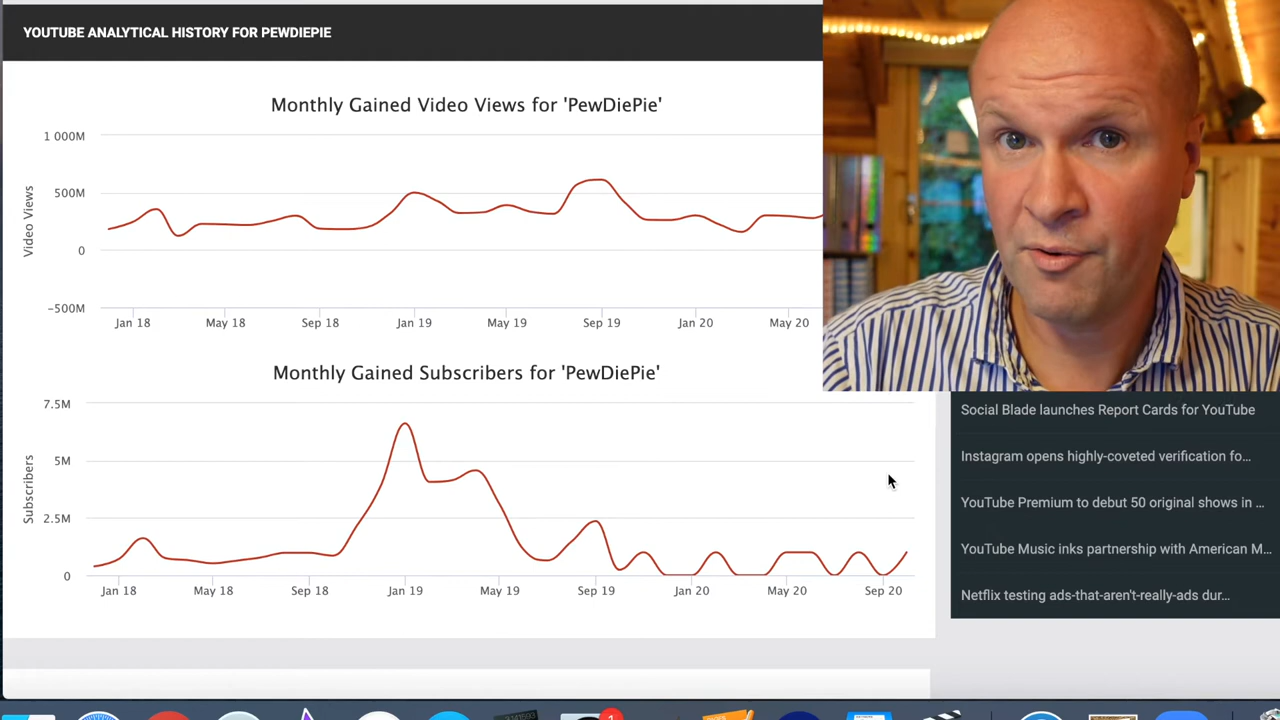 YOUTUBE ANALYTICAL HISTORY FOR PEWDIEPIE
Monthly Gained Video Views for 'PewDiePie'
1 000M
500M
0
−500M
Video Views
Jan 18
May 18
Sep 18
Jan 19
May 19
Sep 19
Jan 20
May 20
Monthly Gained Subscribers for 'PewDiePie'
7.5M
5M
2.5M
0
Subscribers
Jan 18
May 18
Sep 18
Jan 19
May 19
Sep 19
Jan 20
May 20
Sep 20
Social Blade launches Report Cards for YouTube
Instagram opens highly-coveted verification fo...
YouTube Premium to debut 50 original shows in ...
YouTube Music inks partnership with American M...
Netflix testing ads-that-aren't-really-ads dur...
1